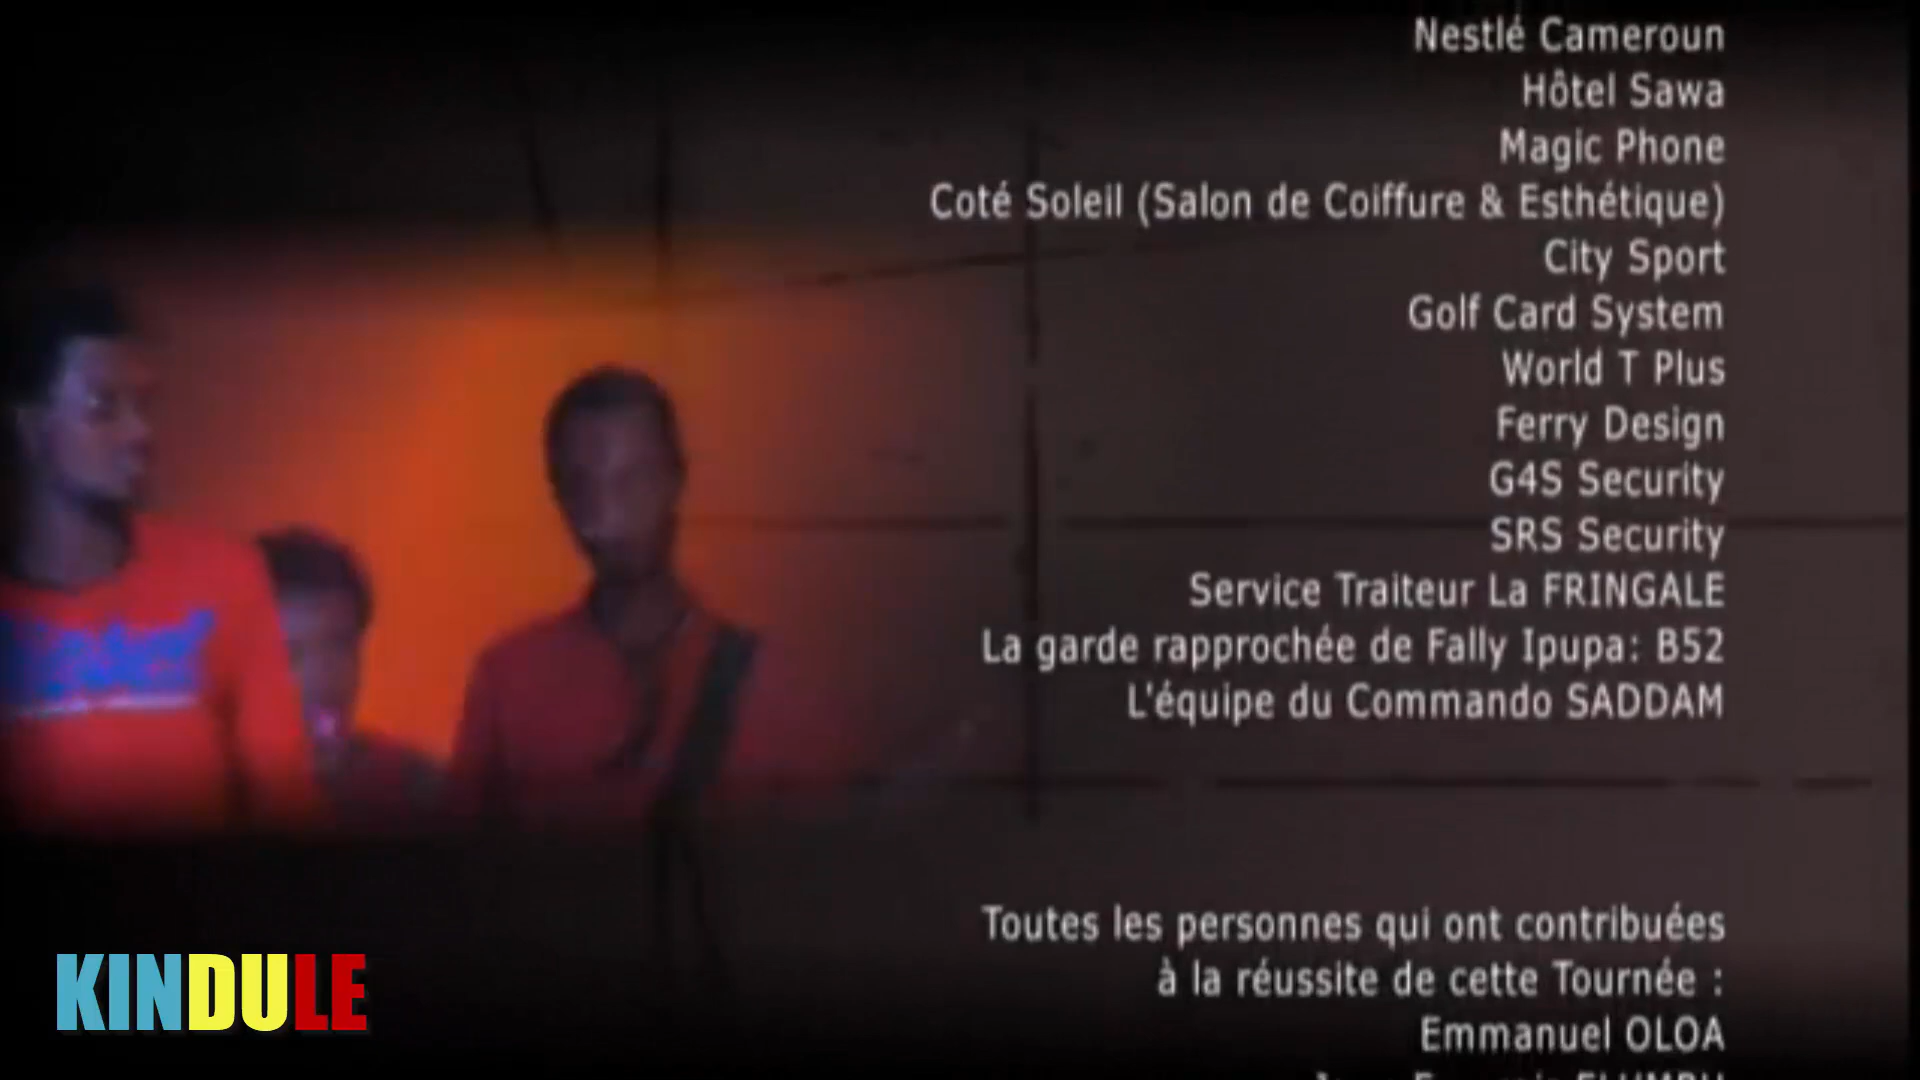 Nestlé Cameroun
Hôtel Sawa
Magic Phone
Coté Soleil (Salon de Coiffure & Esthétique)
City Sport
Golf Card System
World T Plus
Ferry Design
G4S Security
SRS Security
Service Traiteur La FRINGALE
La garde rapprochée de Fally Ipupa: B52
L'équipe du Commando SADDAM
Toutes les personnes qui ont contribuées
à la réussite de cette Tournée :
Emmanuel OLOA
KINDULE